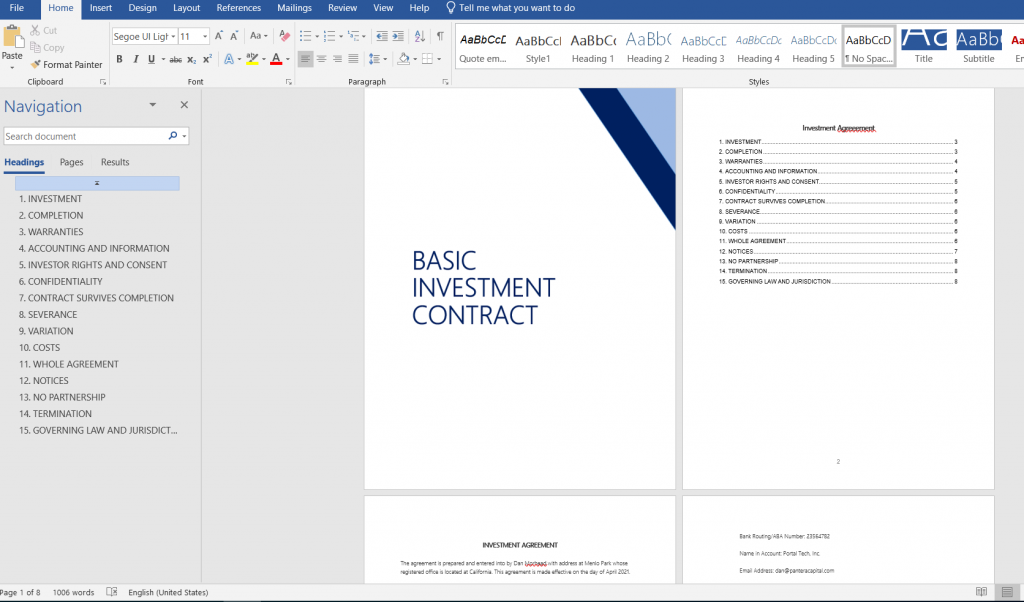 File Home Insert Design Layout References Mailings Review View Help Tell me what you want to do
Cut
Copy
Paste
Format Painter
Clipboard
Segoe UI Ligh 11
Font
Paragraph
AaBbCcD AaBbCcI AaBbCc AaBbC AaBbCcD AaBbCcDc AaBbCcDc AaBbCcD AaBb
Quote em... Style1 Heading 1 Heading 2 Heading 3 Heading 4 Heading 5 ¶ No Spac... Title Subtitle
Styles
Navigation
Search document
Headings Pages Results
1. INVESTMENT
2. COMPLETION
3. WARRANTIES
4. ACCOUNTING AND INFORMATION
5. INVESTOR RIGHTS AND CONSENT
6. CONFIDENTIALITY
7. CONTRACT SURVIVES COMPLETION
8. SEVERANCE
9. VARIATION
10. COSTS
11. WHOLE AGREEMENT
12. NOTICES
13. NO PARTNERSHIP
14. TERMINATION
15. GOVERNING LAW AND JURISDICT...
BASIC
INVESTMENT
CONTRACT
Investment Agreeement
1. INVESTMENT 3
2. COMPLETION 3
3. WARRANTIES 4
4. ACCOUNTING AND INFORMATION 4
5. INVESTOR RIGHTS AND CONSENT 5
6. CONFIDENTIALITY
7. CONTRACT SURVIVES COMPLETION 6
8. SEVERANCE 6
9. VARIATION 6
10. COSTS 6
11. WHOLE AGREEMENT 6
12. NOTICES 7
13. NO PARTNERSHIP
14. TERMINATION 8
15. GOVERNING LAW AND JURISDICTION 8
2
INVESTMENT AGREEMENT
The agreement is prepared and entered into by Dan Morhead with address at Menlo Park whose
registered office is located at California. This agreement is made effective on the day of April 2021.
Bank Routing/ABA Number: 23564782
Name in Account: Portal Tech. Inc.
Email Address: dan@panteracapital.com
Page 1 of 8 1006 words English (United States)